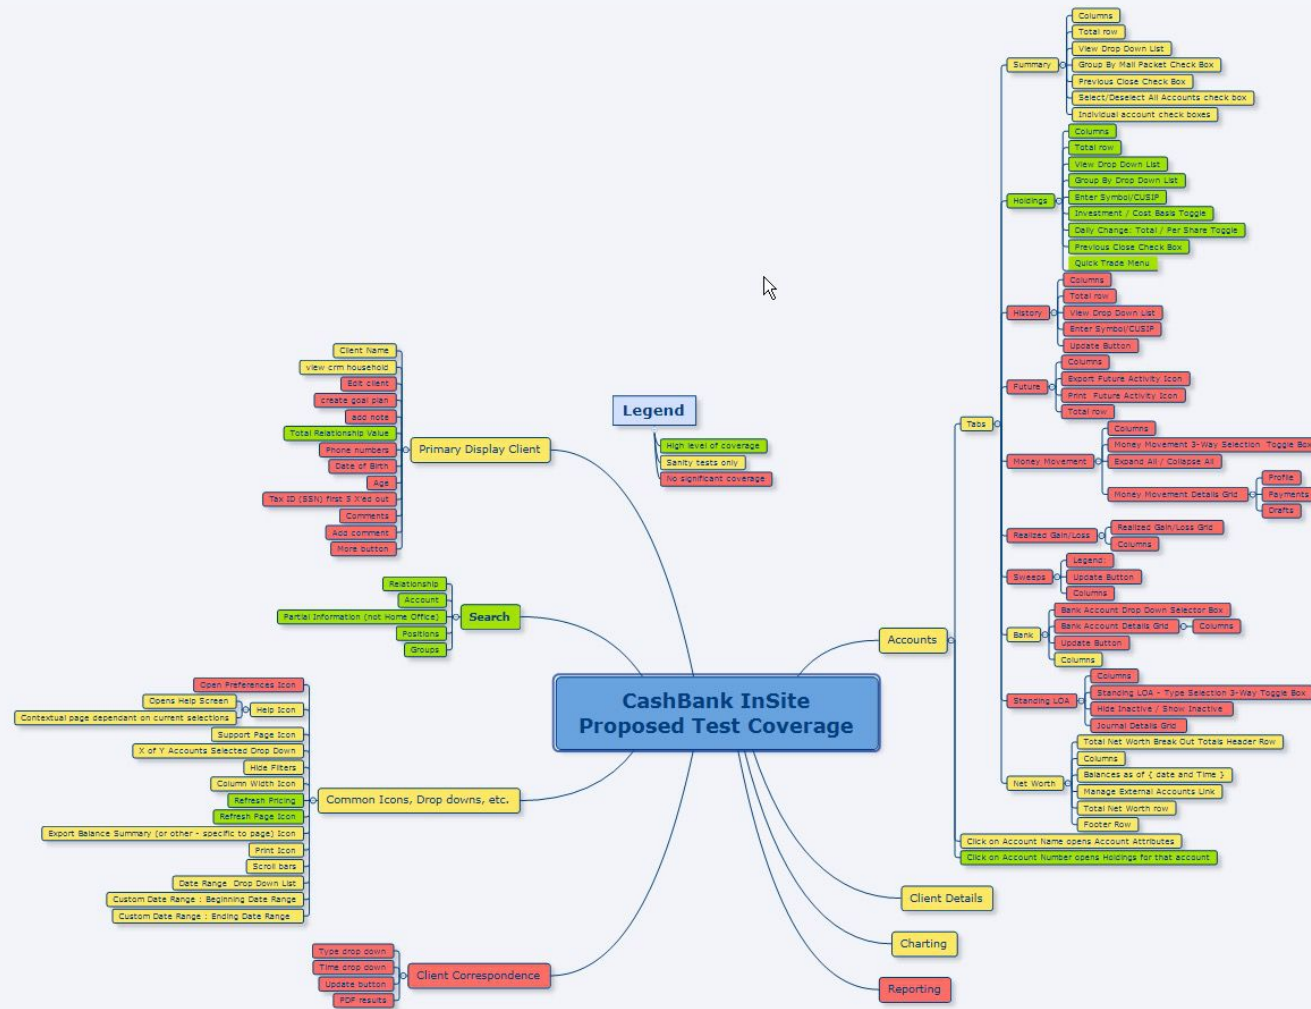 Columns
Total row
View Drop Down List
Summary
Group By Mail Packet Check Box
Previous Close Check Box
Select/Deselect All Accounts check box
Individual account check boxes
Columns
Total row
View Drop Down List
Group By Drop Down List
Holdings
Enter Symbol/CUSIP
Investment / Cost Basis Toggle
Daily Change: Total / Per Share Toggle
Previous Close Check Box
Quick Trade Menu
Columns
Total row
History
View Drop Down List
Enter Symbol/CUSIP
Update Button
Columns
Future
Export Future Activity Icon
Print Future Activity Icon
Total row
Tabs
Columns
Money Movement 3-Way Selection Toggle Box
Money Movement
Expand All / Collapse All
Money Movement Details Grid
Profile
Payments
Drafts
Realized Gain/Loss
Realized Gain/Loss Grid
Columns
Sweeps
Legend:
Update Button
Columns
Bank
Bank Account Drop Down Selector Box
Bank Account Details Grid
Columns
Update Button
Columns
Standing LOA
Columns
Standing LOA - Type Selection 3-Way Toggle Box
Hide Inactive / Show Inactive
Journal Details Grid
Net Worth
Total Net Worth Break Out Totals Header Row
Columns
Balances as of { date and Time }
Manage External Accounts Link
Total Net Worth row
Footer Row
Accounts
Click on Account Name opens Account Attributes
Click on Account Number opens Holdings for that account
Legend
High level of coverage
Sanity tests only
No significant coverage
Client Name
view crm household
Edit client
create goal plan
add note
Total Relationship Value
Primary Display Client
Phone numbers
Date of Birth
Age
Tax ID (SSN) first 5 X'ed out
Comments
Add comment
More button
Relationship
Account
Search
Partial Information (not Home Office)
Positions
Groups
CashBank InSite
Proposed Test Coverage
Open Preferences Icon
Opens Help Screen
Help Icon
Contextual page dependant on current selections
Support Page Icon
X of Y Accounts Selected Drop Down
Hide Filters
Column Width Icon
Common Icons, Drop downs, etc.
Refresh Pricing
Refresh Page Icon
Export Balance Summary (or other - specific to page) Icon
Print Icon
Scroll bars
Date Range Drop Down List
Custom Date Range : Beginning Date Range
Custom Date Range : Ending Date Range
Type drop down
Time drop down
Client Correspondence
Update button
PDF results
Client Details
Charting
Reporting